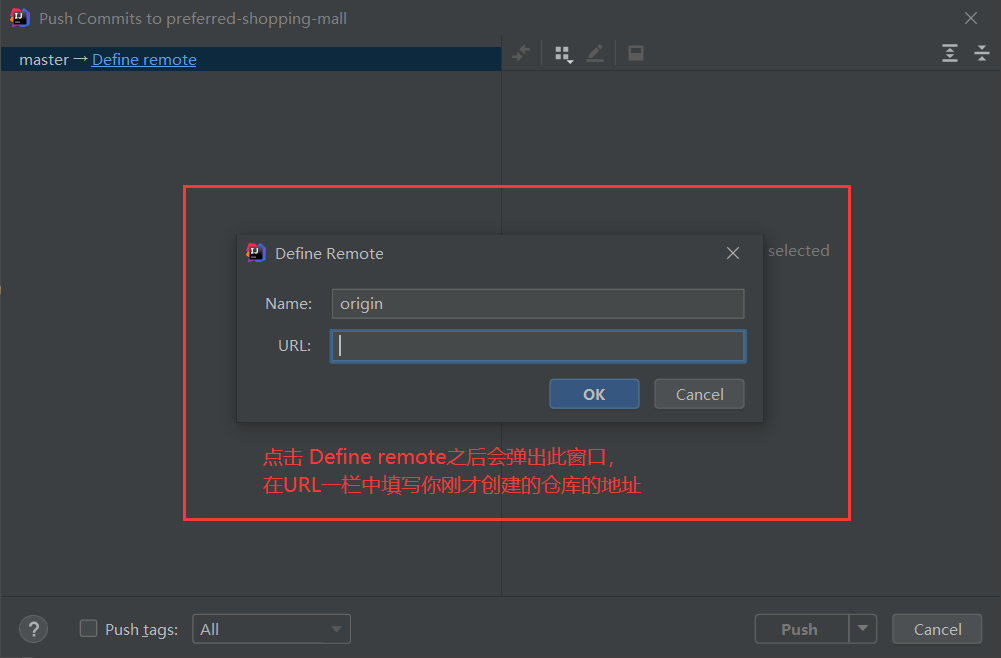 Push Commits to preferred-shopping-mall
master → Define remote
selected
Define Remote
Name: origin
URL:
OK Cancel
点击 Define remote之后会弹出此窗口,
在URL一栏中填写你刚才创建的仓库的地址
? Push tags: All Push Cancel